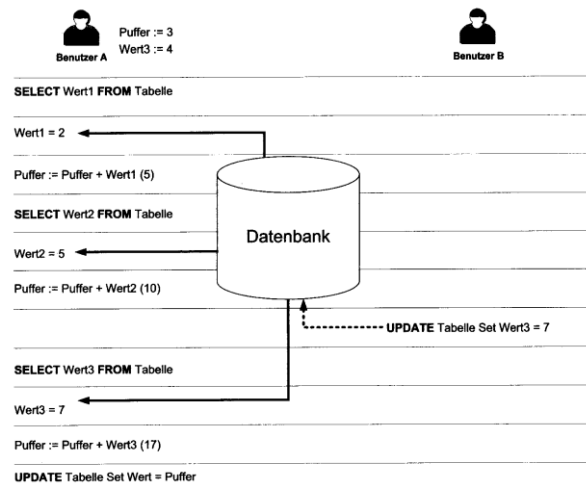 Puffer := 3
Wert3 := 4
Benutzer A
Benutzer B
SELECT Wert1 FROM Tabelle
Wert1 = 2
Puffer := Puffer + Wert1 (5)
SELECT Wert2 FROM Tabelle
Datenbank
Wert2 = 5
Puffer := Puffer + Wert2 (10)
UPDATE Tabelle Set Wert3 = 7
SELECT Wert3 FROM Tabelle
Wert3 = 7
Puffer := Puffer + Wert3 (17)
UPDATE Tabelle Set Wert = Puffer